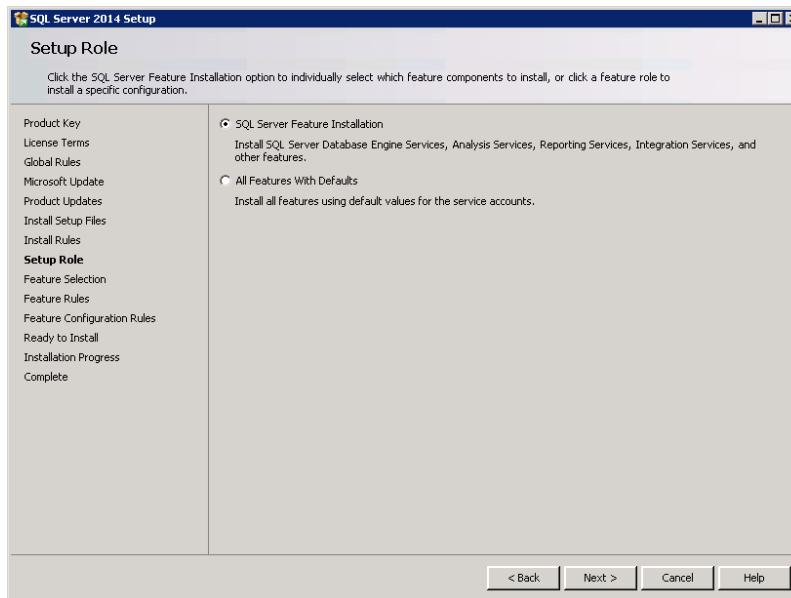 SQL Server 2014 Setup
Setup Role
Click the SQL Server Feature Installation option to individually select which feature components to install, or click a feature role to
install a specific configuration.
Product Key
License Terms
Global Rules
Microsoft Update
Product Updates
Install Setup Files
Install Rules
Setup Role
Feature Selection
Feature Rules
Feature Configuration Rules
Ready to Install
Installation Progress
Complete
SQL Server Feature Installation
Install SQL Server Database Engine Services, Analysis Services, Reporting Services, Integration Services, and
other features.
All Features With Defaults
Install all features using default values for the service accounts.
< Back
Next >
Cancel
Help